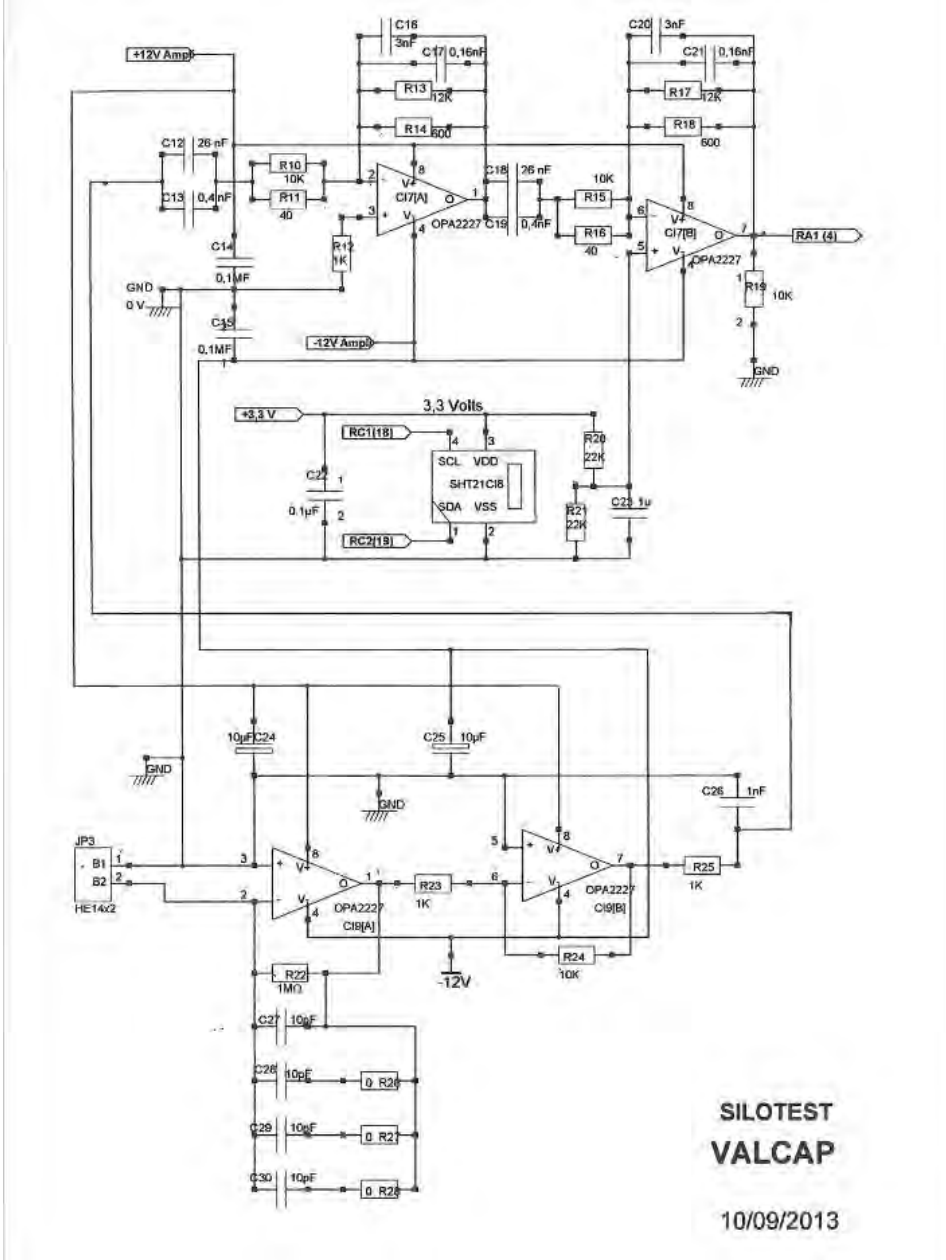 C16
3nF
C17 0,16nF
R13
12K
R14
600
C20 3nF
C21 0,16nF
R17
12K
R18
600
+12V Ampli
C12 26 nF
C13 0,4 nF
R10
10K
R11
40
2
3
8
V+
CI7[A]
O
V-
4
1
OPA2227
R12
1K
C14
0,1MF
GND
0 V
C15
0,1MF
-12V Ampli
C18 26 nF
C19 0,4nF
10K
R15
R16
40
6
5
8
V+
CI7[B]
O
V-
4
7
OPA2227
RA1 (4)
1
R19
10K
2
GND
+3,3 V
3,3 Volts
RC1(18)
4
3
SCL VDD
SHT21CI8
SDA VSS
1
2
RC2(19)
C22
1
0.1µF
2
R20
22K
R21
22K
C23 1u
10µF C24
C25 10µF
GND
GND
C26 1nF
JP3
B1 1
B2 2
HE14x2
3
2
+
-
8
V+
O
V-
4
1
OPA2227
CI9[A]
R23
1K
5
6
+
-
8
V+
O
V-
4
7
OPA2227
CI9[B]
R25
1K
R24
10K
-12V
R22
1MΩ
C27 10pF
C28 10pF
0 R26
C29 10pF
0 R27
C30 10pF
0 R28
SILOTEST
VALCAP
10/09/2013